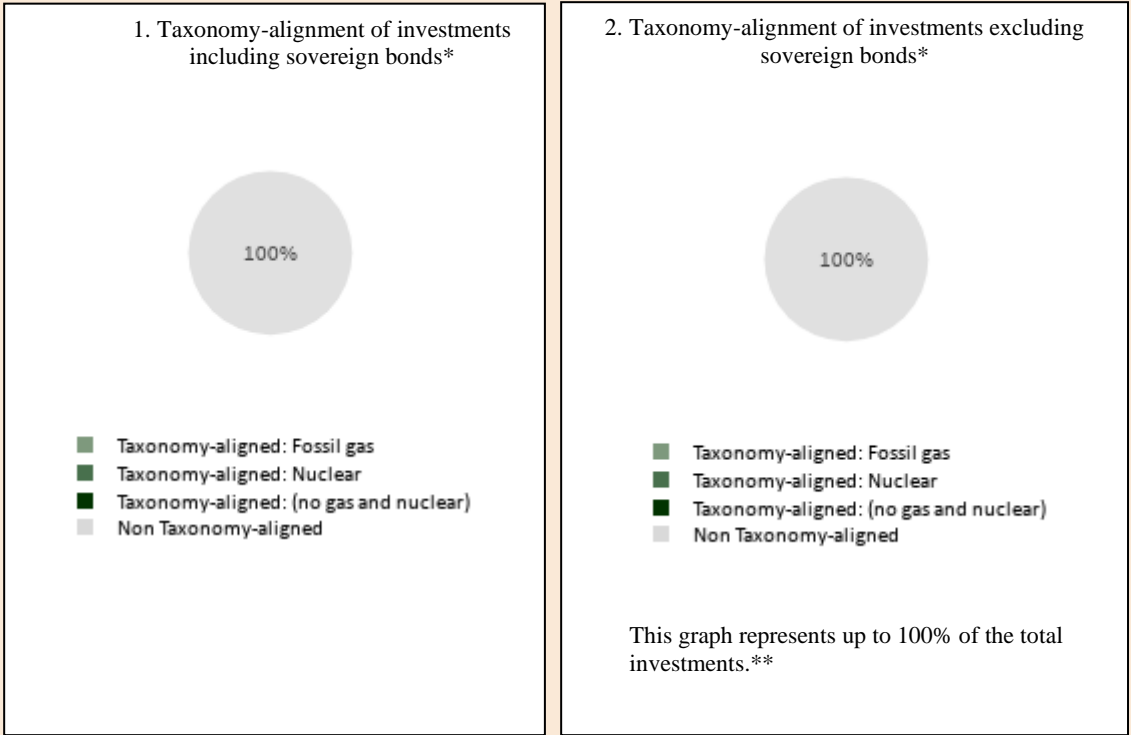 1. Taxonomy-alignment of investments
including sovereign bonds*
100%
Taxonomy-aligned: Fossil gas
Taxonomy-aligned: Nuclear
Taxonomy-aligned: (no gas and nuclear)
Non Taxonomy-aligned
2. Taxonomy-alignment of investments excluding
sovereign bonds*
100%
Taxonomy-aligned: Fossil gas
Taxonomy-aligned: Nuclear
Taxonomy-aligned: (no gas and nuclear)
Non Taxonomy-aligned
This graph represents up to 100% of the total
investments.**